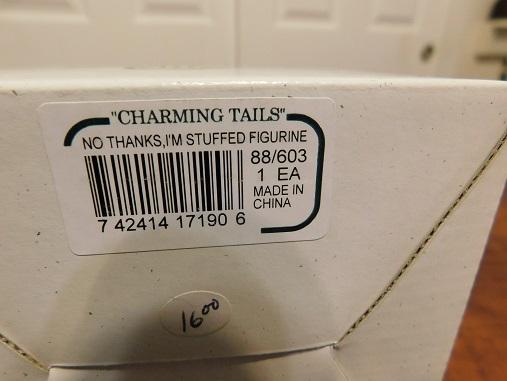 "CHARMING TAILS"
NO THANKS,I'M STUFFED FIGURINE
88/603
1 EA
MADE IN
CHINA
7 42414 17190 6
1600